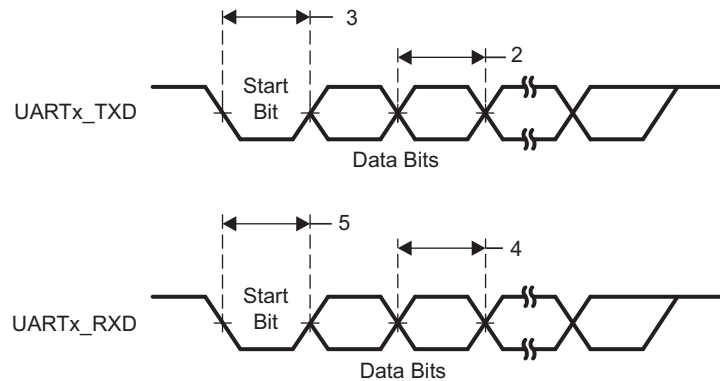 3
2
Start
Bit
UARTx_TXD
Data Bits
5
4
Start
Bit
UARTx_RXD
Data Bits